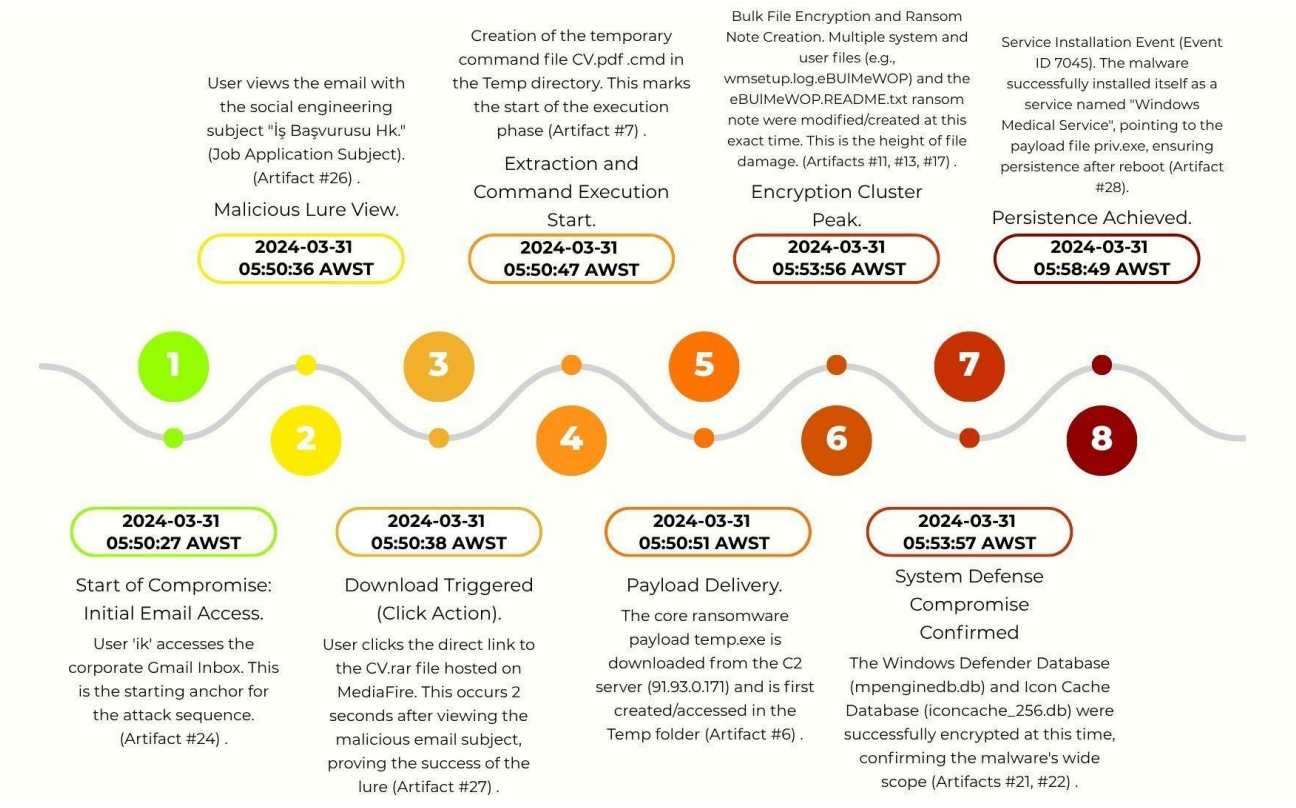 User views the email with
the social engineering
subject "İş Başvurusu Hk."
(Job Application Subject).
(Artifact #26) .
Malicious Lure View.
2024-03-31
05:50:36 AWST
Creation of the temporary
command file CV.pdf .cmd in
the Temp directory. This marks
the start of the execution
phase (Artifact #7) .
Extraction and
Command Execution
Start.
2024-03-31
05:50:47 AWST
Bulk File Encryption and Ransom
Note Creation. Multiple system and
user files (e.g.,
wmsetup.log.eBUIMeWOP) and the
eBUIMeWOP.README.txt ransom
note were modified/created at this
exact time. This is the height of file
damage. (Artifacts #11, #13, #17) .
Encryption Cluster
Peak.
2024-03-31
05:53:56 AWST
Service Installation Event (Event
ID 7045). The malware
successfully installed itself as a
service named "Windows
Medical Service", pointing to the
payload file priv.exe, ensuring
persistence after reboot (Artifact
#28).
Persistence Achieved.
2024-03-31
05:58:49 AWST
1
2
3
4
5
6
7
8
2024-03-31
05:50:27 AWST
Start of Compromise:
Initial Email Access.
User 'ik' accesses the
corporate Gmail Inbox. This
is the starting anchor for
the attack sequence.
(Artifact #24) .
2024-03-31
05:50:38 AWST
Download Triggered
(Click Action).
User clicks the direct link to
the CV.rar file hosted on
MediaFire. This occurs 2
seconds after viewing the
malicious email subject,
proving the success of the
lure (Artifact #27) .
2024-03-31
05:50:51 AWST
Payload Delivery.
The core ransomware
payload temp.exe is
downloaded from the C2
server (91.93.0.171) and is first
created/accessed in the
Temp folder (Artifact #6) .
2024-03-31
05:53:57 AWST
System Defense
Compromise
Confirmed
The Windows Defender Database
(mpenginedb.db) and Icon Cache
Database (iconcache_256.db) were
successfully encrypted at this time,
confirming the malware's wide
scope (Artifacts #21, #22) .